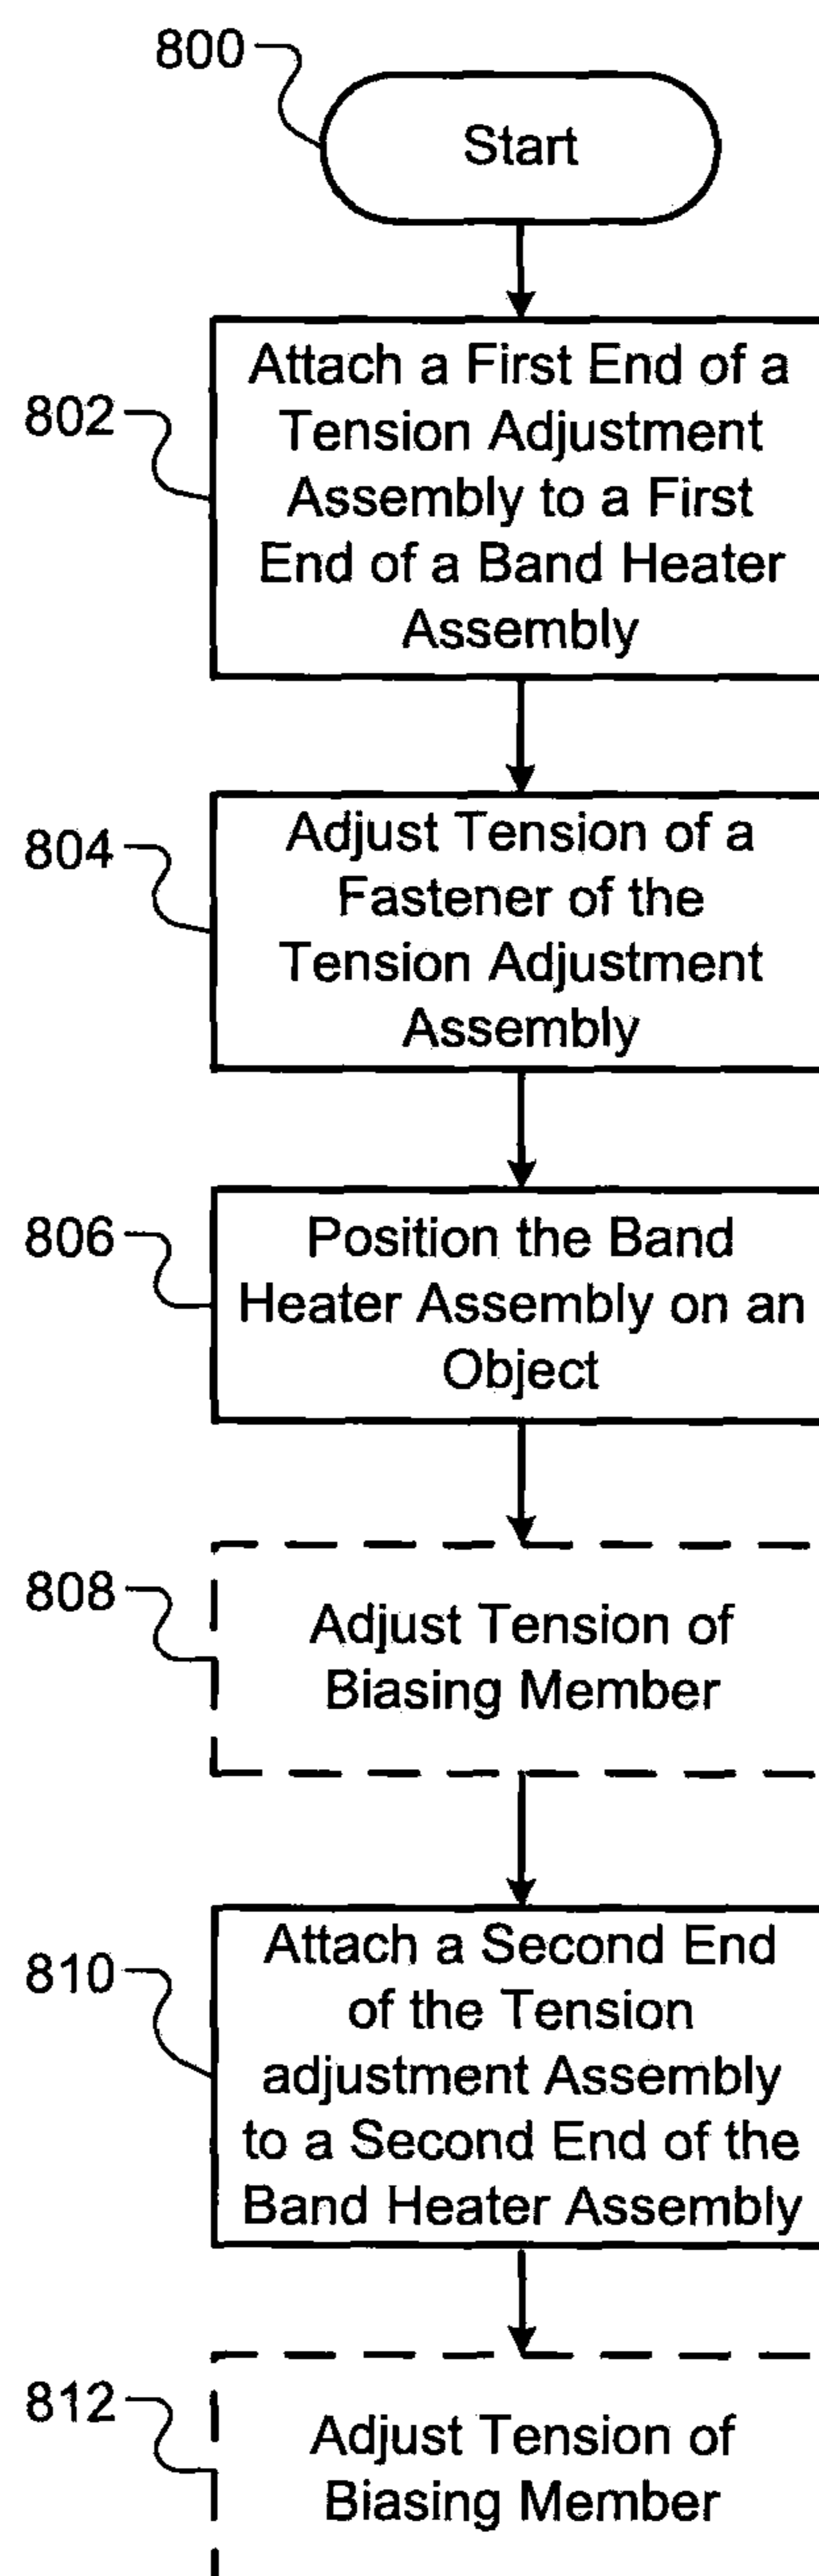 800
Start
802
Attach a First End of a
Tension Adjustment
Assembly to a First
End of a Band Heater
Assembly
804
Adjust Tension of a
Fastener of the
Tension Adjustment
Assembly
806
Position the Band
Heater Assembly on an
Object
808
Adjust Tension of
Biasing Member
810
Attach a Second End
of the Tension
adjustment Assembly
to a Second End of the
Band Heater Assembly
812
Adjust Tension of
Biasing Member